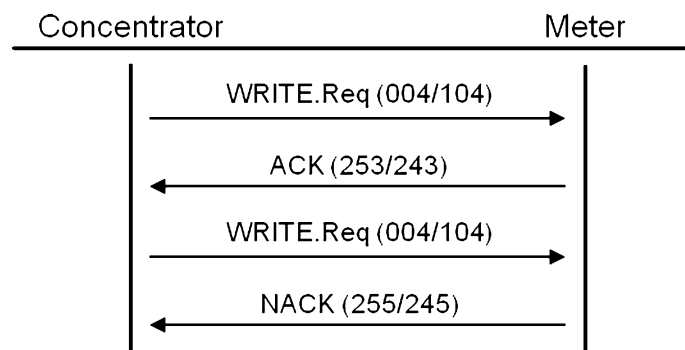 Concentrator Meter
WRITE.Req (004/104)
ACK (253/243)
WRITE.Req (004/104)
NACK (255/245)